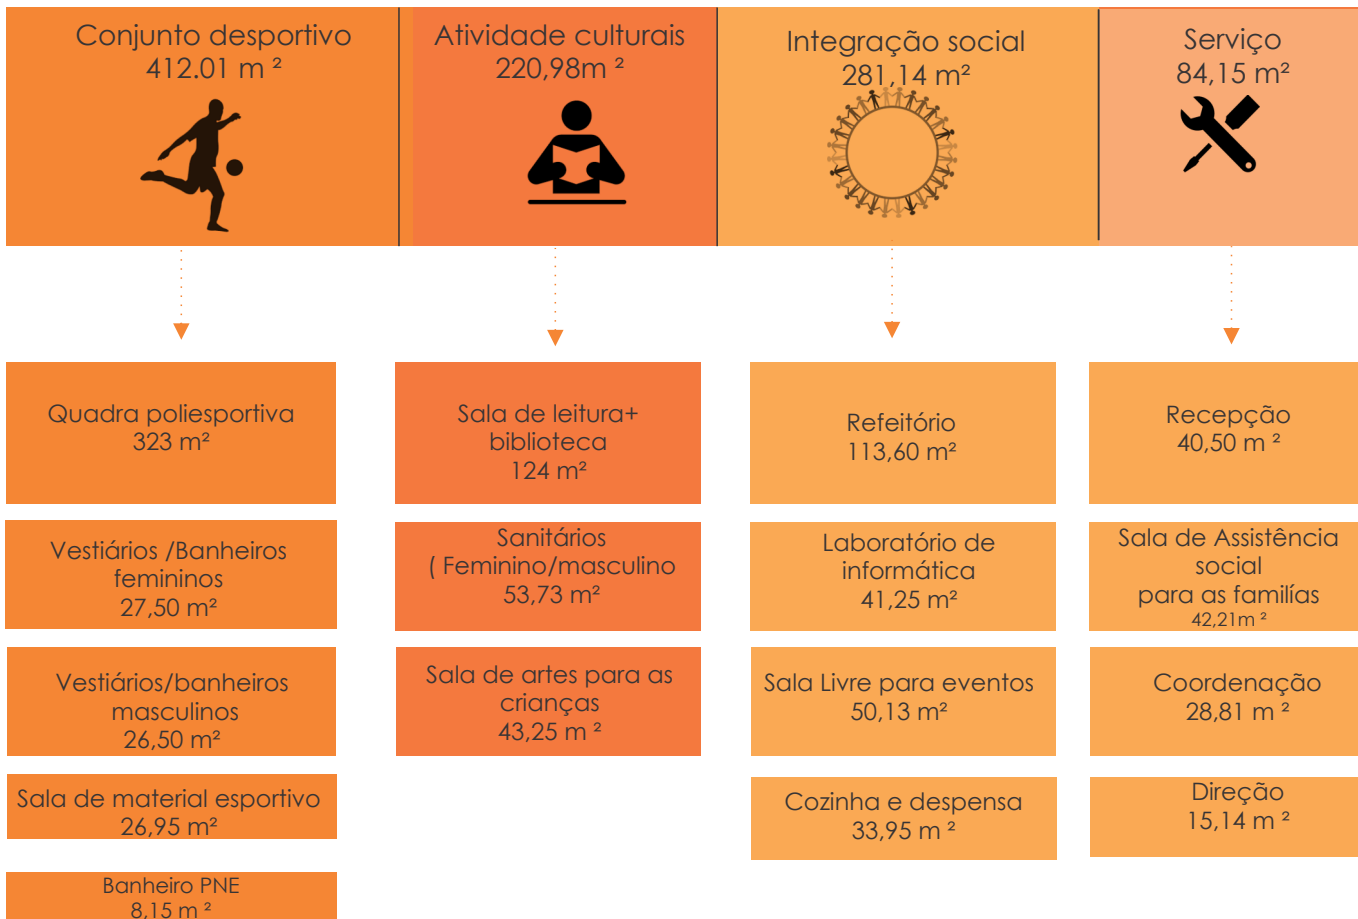 Conjunto desportivo
412.01 m ²
Atividade culturais
220,98m ²
Integração social
281,14 m²
Serviço
84,15 m²
Quadra poliesportiva
323 m²
Vestiários /Banheiros
femininos
27,50 m²
Vestiários/banheiros
masculinos
26,50 m²
Sala de material esportivo
26,95 m²
Banheiro PNE
8,15 m ²
Sala de leitura+
biblioteca
124 m²
Sanitários
( Feminino/masculino
53,73 m²
Sala de artes para as
crianças
43,25 m ²
Refeitório
113,60 m²
Laboratório de
informática
41,25 m²
Sala Livre para eventos
50,13 m²
Cozinha e despensa
33,95 m ²
Recepção
40,50 m ²
Sala de Assistência
social
para as familías
42,21m ²
Coordenação
28,81 m ²
Direção
15,14 m ²